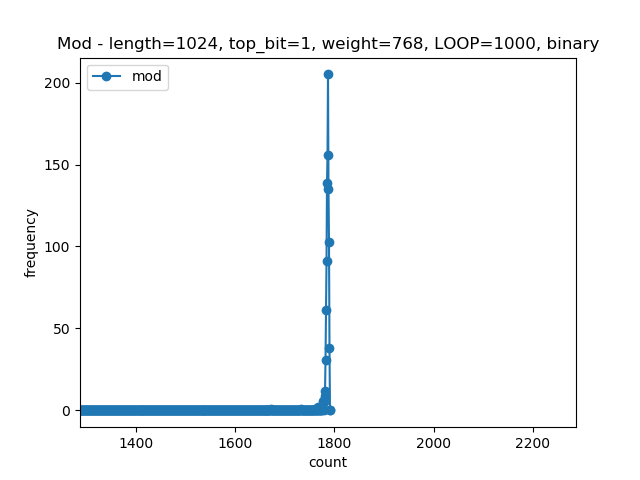 Mod - length=1024, top_bit=1, weight=768, LOOP=1000, binary
mod
200
150
100
50
0
frequency
1400 1600 1800 2000 2200
count